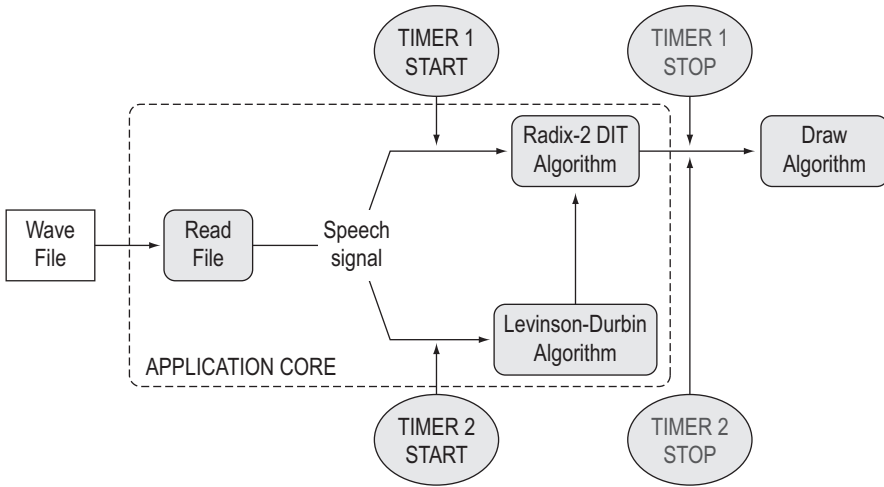 TIMER 1
START
TIMER 1
STOP
Radix-2 DIT
Algorithm
Draw
Algorithm
Wave
File
Read
File
Speech
signal
Levinson-Durbin
Algorithm
APPLICATION CORE
TIMER 2
START
TIMER 2
STOP